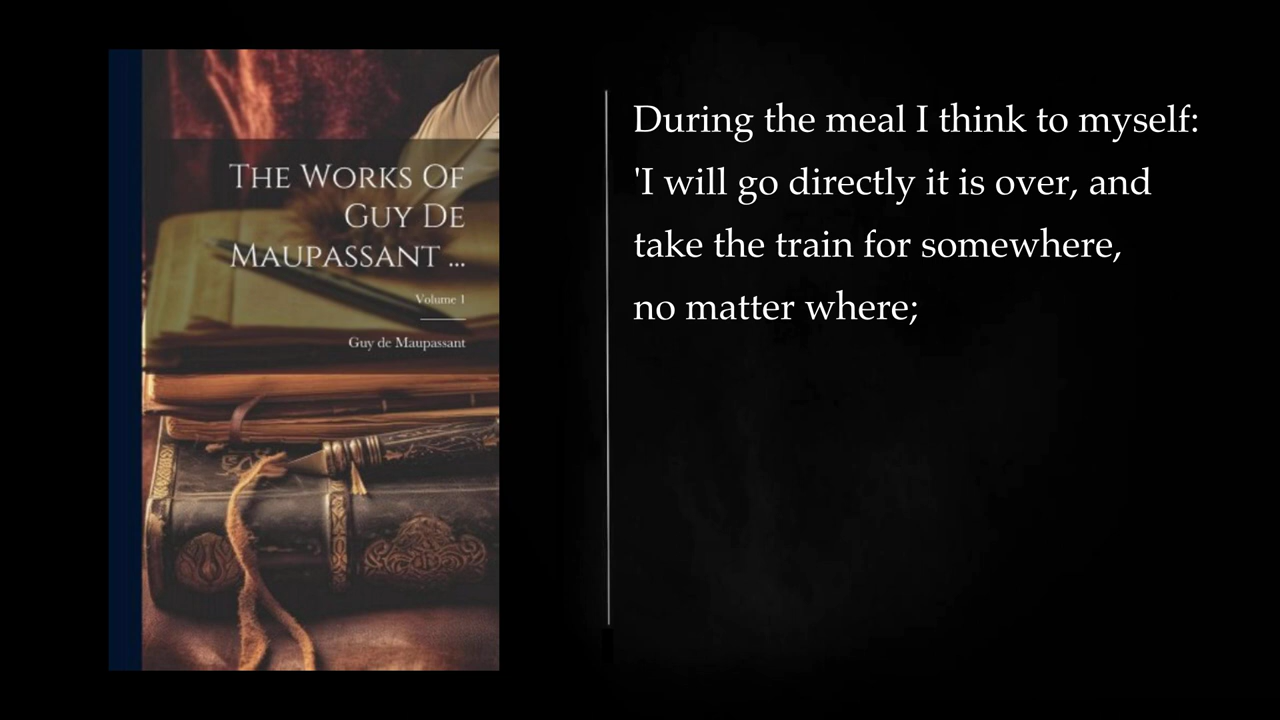 The Works Of
Guy De
Maupassant ...
Volume 1
Guy de Maupassant
During the meal I think to myself:
'I will go directly it is over, and
take the train for somewhere,
no matter where;